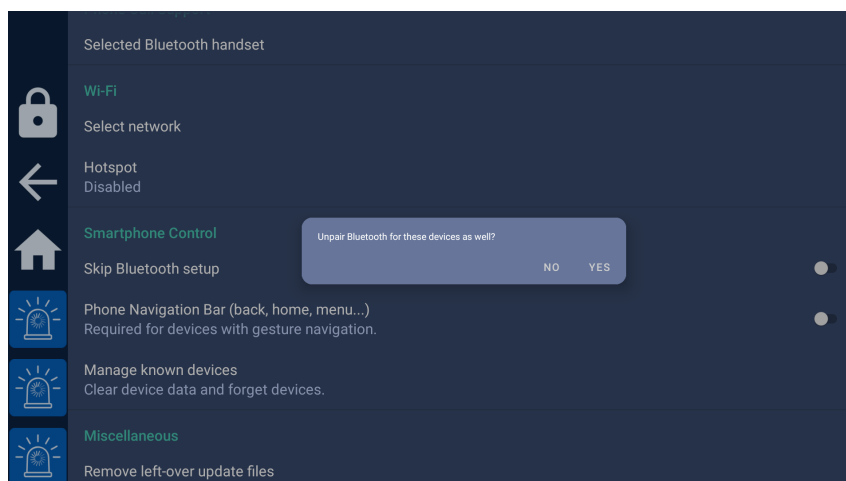 Selected Bluetooth handset
Wi-Fi
Select network
Hotspot
Disabled
Smartphone Control
Unpair Bluetooth for these devices as well?
NO YES
Skip Bluetooth setup
Phone Navigation Bar (back, home, menu...)
Required for devices with gesture navigation.
Manage known devices
Clear device data and forget devices.
Miscellaneous
Remove left-over update files